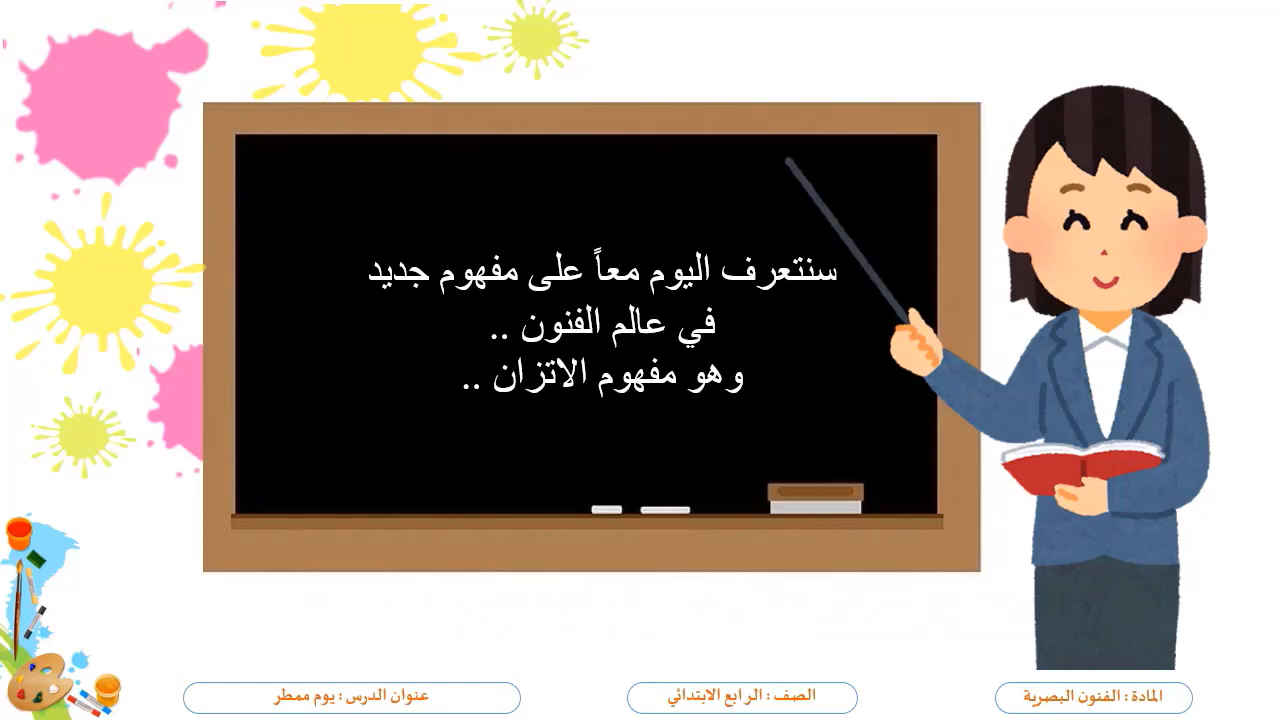 سنتعرف اليوم معاً على مفهوم جديد
في عالم الفنون ..
وهو مفهوم الاتزان ..
المادة : الفنون البصرية
الصف : الرابع الابتدائي
عنوان الدرس : يوم ممطر